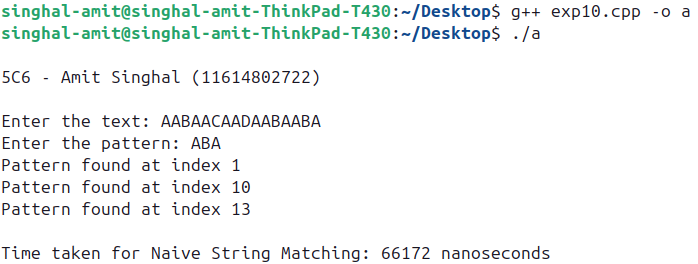 singhal-amit@singhal-amit-ThinkPad-T430:~/Desktop$ g++ exp10.cpp -o a
singhal-amit@singhal-amit-ThinkPad-T430:~/Desktop$ ./a
5C6 - Amit Singhal (11614802722)
Enter the text: AABAACAADAABAABA
Enter the pattern: ABA
Pattern found at index 1
Pattern found at index 10
Pattern found at index 13
Time taken for Naive String Matching: 66172 nanoseconds